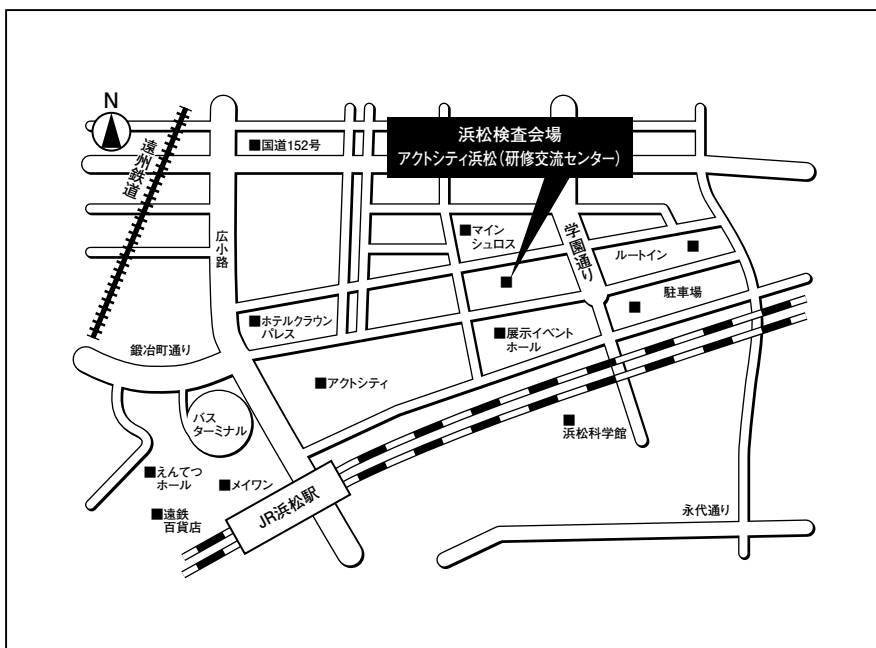 N
遠州鉄道
■国道152号
浜松検査会場
アクトシティ浜松(研修交流センター)
広小路
■マイン
シュロス
学園通り
ルートイン
駐車場
■ホテルクラウン
パレス
■展示イベント
ホール
鍛冶町通り
■アクトシティ
バス
ターミナル
■浜松科学館
■えんてつ
ホール
■メイワン
■遠鉄
百貨店
JR浜松駅
永代通り